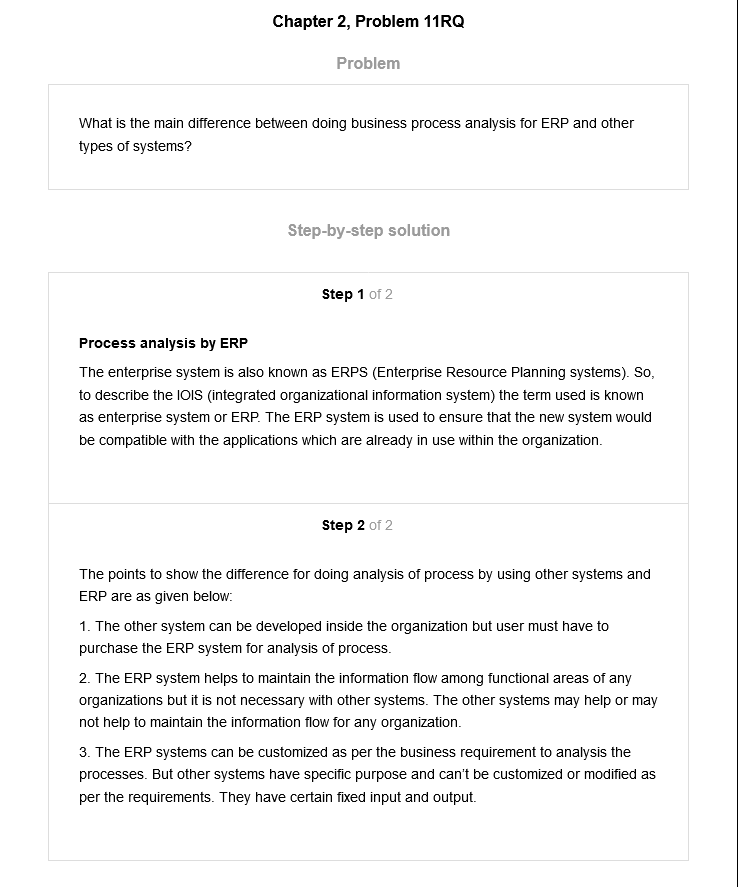 Chapter 2, Problem 11RQ
Problem
What is the main difference between doing business process analysis for ERP and other
types of systems?
Step-by-step solution
Step 1 of 2
Process analysis by ERP
The enterprise system is also known as ERPS (Enterprise Resource Planning systems). So,
to describe the IOIS (integrated organizational information system) the term used is known
as enterprise system or ERP. The ERP system is used to ensure that the new system would
be compatible with the applications which are already in use within the organization.
Step 2 of 2
The points to show the difference for doing analysis of process by using other systems and
ERP are as given below:
1. The other system can be developed inside the organization but user must have to
purchase the ERP system for analysis of process.
2. The ERP system helps to maintain the information flow among functional areas of any
organizations but it is not necessary with other systems. The other systems may help or may
not help to maintain the information flow for any organization.
3. The ERP systems can be customized as per the business requirement to analysis the
processes. But other systems have specific purpose and can't be customized or modified as
per the requirements. They have certain fixed input and output.